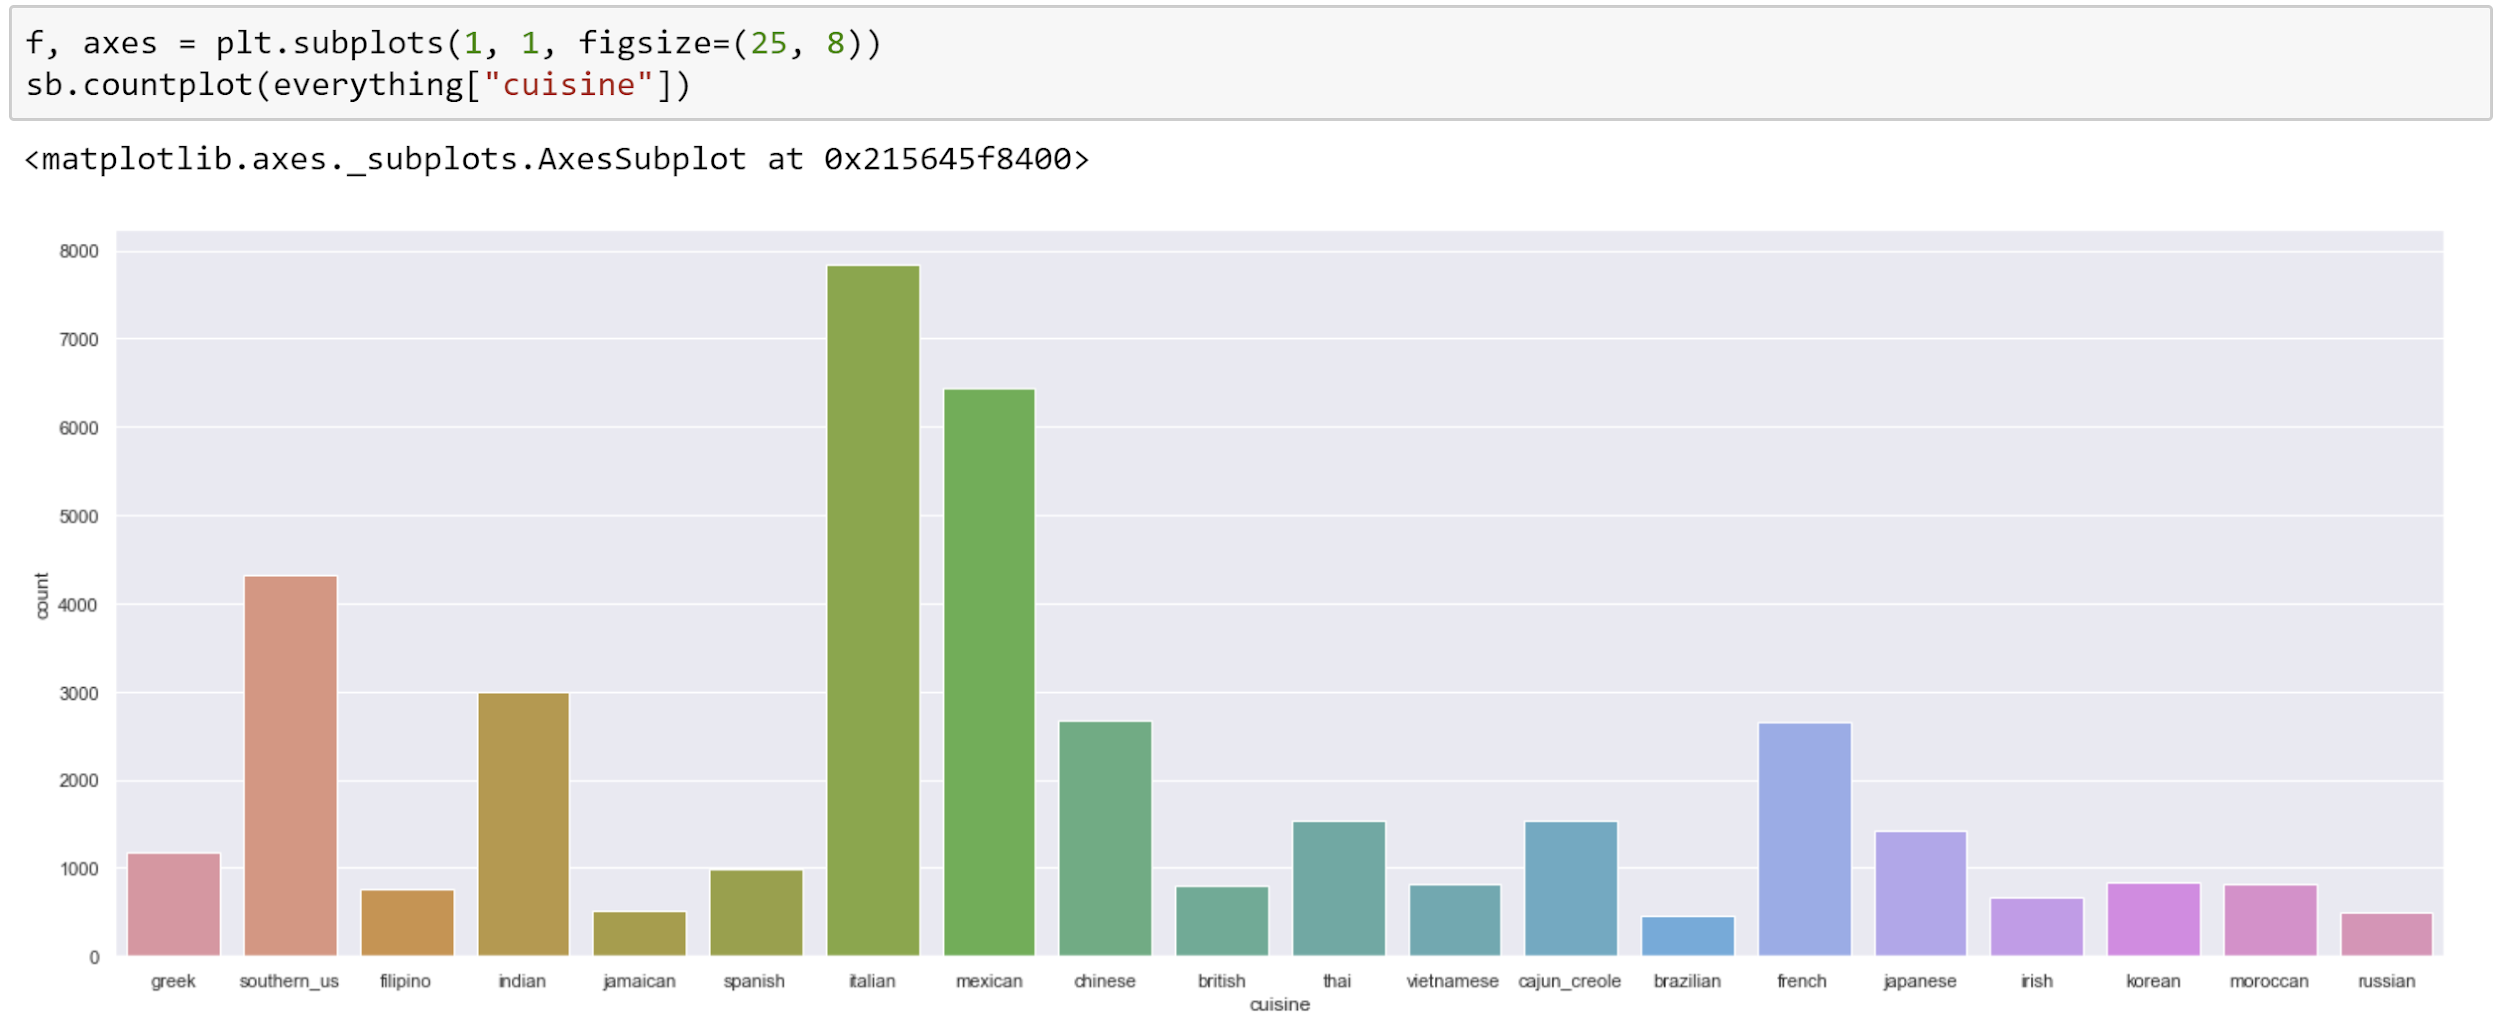 f, axes = plt.subplots(1, 1, figsize=(25, 8))
sb.countplot(everything["cuisine"])
<matplotlib.axes._subplots.AxesSubplot at 0x215645f8400>
8000
7000
6000
5000
4000
3000
2000
1000
0
count
greek southern_us filipino indian jamaican spanish italian mexican chinese british thai vietnamese cajun_creole brazilian french japanese irish korean moroccan russian
cuisine